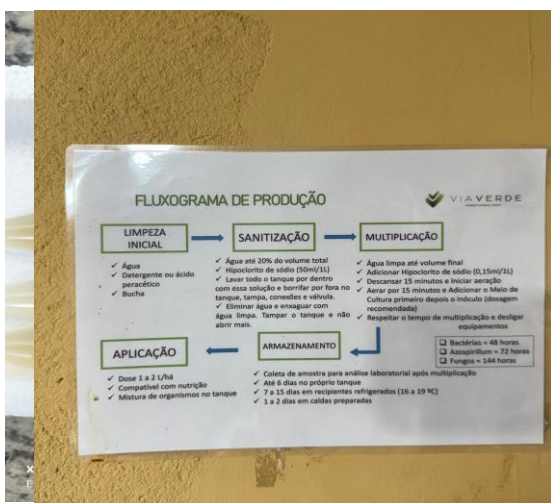 FLUXOGRAMA DE PRODUÇÃO
VIAVERDE
LIMPEZA
INICIAL
✓ Água
✓ Detergente ou ácido
peracético
✓ Bucha
SANITIZAÇÃO
✓ Água até 20% do volume total
✓ Hipoclorito de sódio (50ml/1L)
✓ Lavar todo o tanque por dentro
com essa solução e borrifar por fora no
tanque, tampa, conexões e válvula.
✓ Eliminar água e enxaguar com
água limpa. Tampar o tanque e não
abrir mais.
MULTIPLICAÇÃO
✓ Água limpa até volume final
✓ Adicionar Hipoclorito de sódio (0,15ml/1L)
✓ Descansar 15 minutos e Iniciar aeração
✓ Aerar por 15 minutos e Adicionar o Meio de
Cultura primeiro depois o inóculo (dosagem
recomendada)
✓ Respeitar o tempo de multiplicação e desligar
equipamentos
❑ Bactérias = 48 horas
❑ Azospirillum = 72 horas
❑ Fungos = 144 horas
ARMAZENAMENTO
✓ Coleta de amostra para análise laboratorial após multiplicação
✓ Até 6 dias no próprio tanque
✓ 7 a 15 dias em recipientes refrigerados (16 a 19 ºC)
✓ 1 a 2 dias em caldas preparadas
APLICAÇÃO
✓ Dose 1 a 2 L/há
✓ Compatível com nutrição
✓ Mistura de organismos no tanque